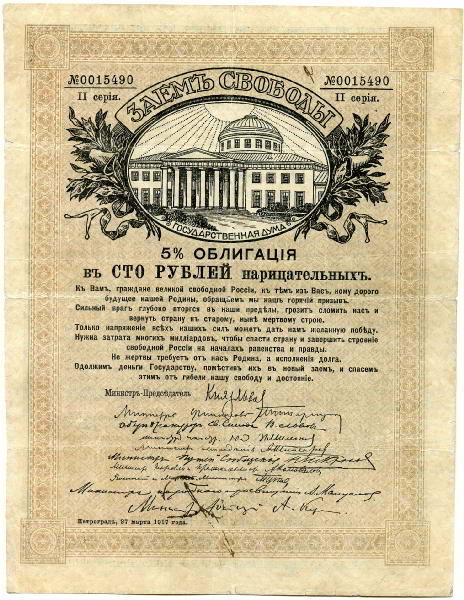 №0015490
№0015490
II серія.
II серія.
ЗАЕМЪ СВОБОДЫ
ГОСУДАРСТВЕННАЯ ДУМА
5% ОБЛИГАЦІЯ
въ СТО РУБЛЕЙ нарицательныхъ.
Къ Вамъ, граждане великой свободной Россіи, къ тѣмъ изъ Васъ, кому дорого
будущее нашей Родины, обращаемъ мы нашъ горячій призывъ.
Сильный врагъ глубоко вторгся въ наши предѣлы, грозитъ сломить насъ и
вернуть страну къ старому, нынѣ мертвому строю.
Только напряженіе всѣхъ нашихъ силъ можетъ дать намъ желанную побѣду.
Нужна затрата многихъ милліардовъ, чтобы спасти страну и завершить строеніе
свободной Россіи на началахъ равенства и правды.
Не жертвы требуетъ отъ насъ Родина, а исполненія долга.
Одолжимъ деньги Государству, помѣстивъ ихъ въ новый заемъ, и спасемъ
этимъ отъ гибели нашу свободу и достояніе.
Министръ-Предсѣдатель Князь Львовъ
Петроградъ, 27 марта 1917 года.